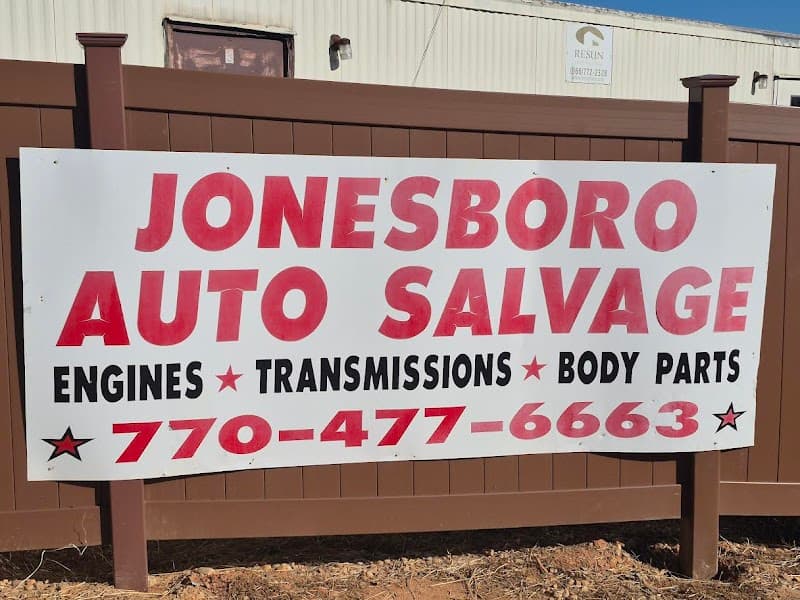 RESUN
JONESBORO
AUTO SALVAGE
ENGINES ★ TRANSMISSIONS ★ BODY PARTS
★ 770-477-6663 ★